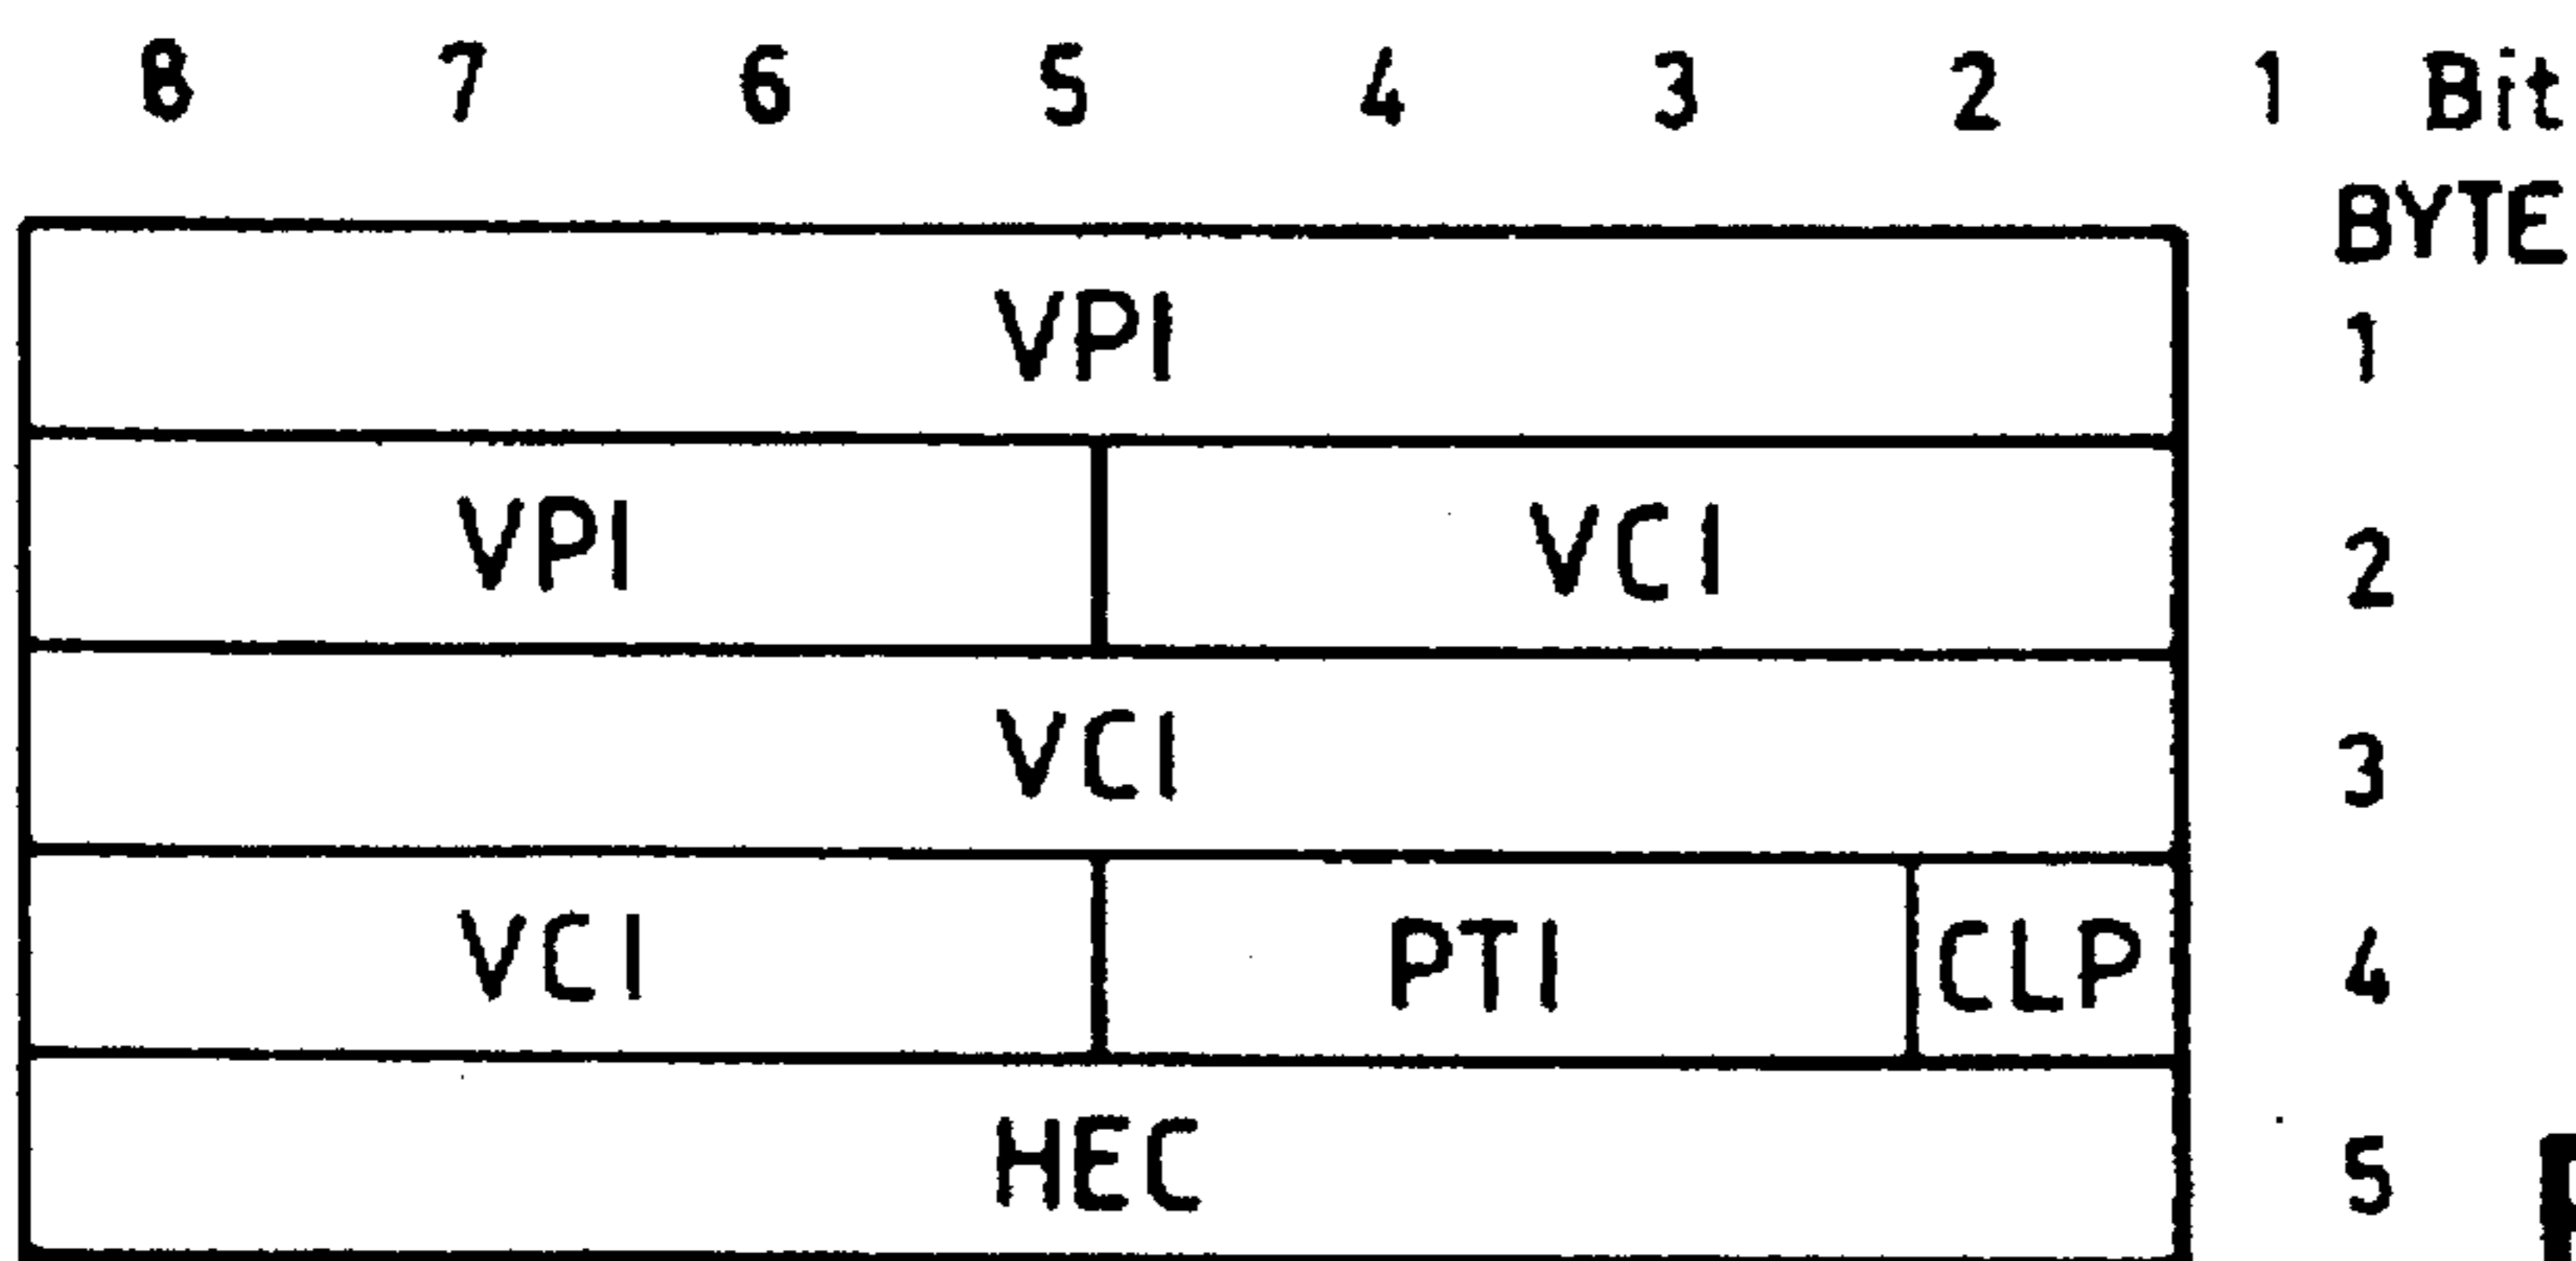 8 7 6 5 4 3 2 1 Bit
BYTE
VPI 1
VPI VCI 2
VCI 3
VCI PTI CLP 4
HEC 5